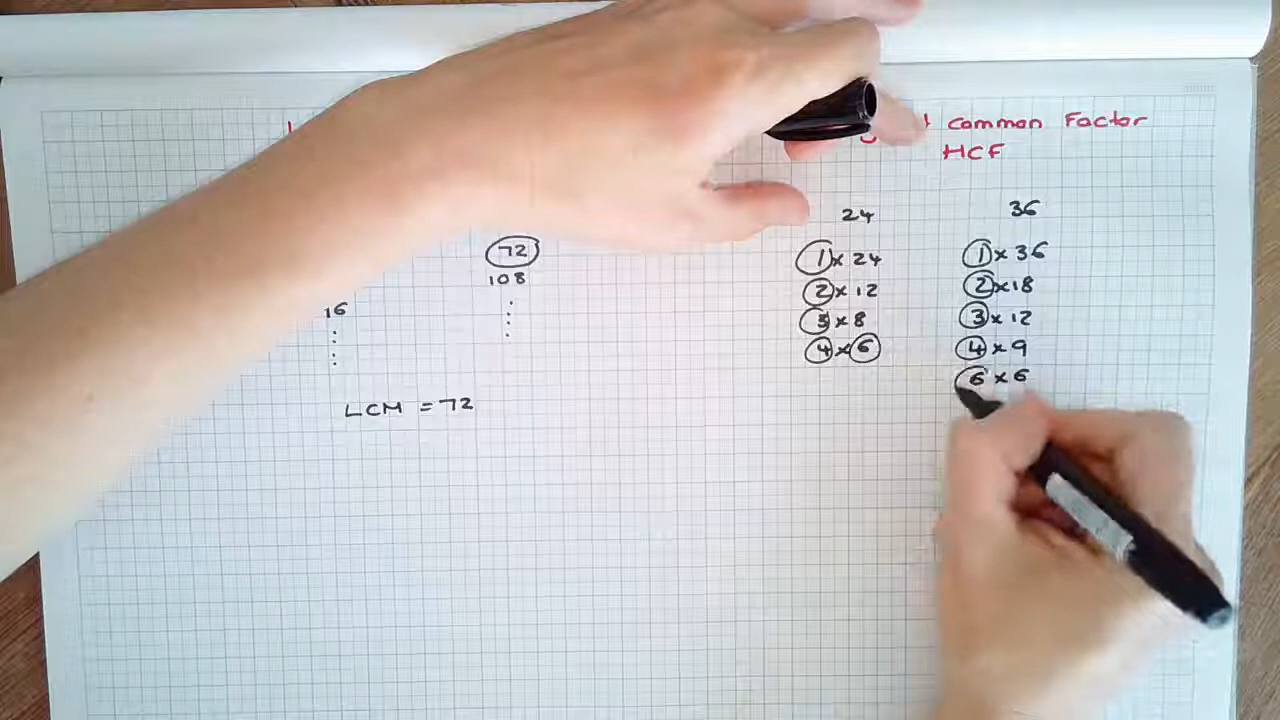 Common Factor
HCF
72
108
16
LCM = 72
24
1 x 24
2 x 12
3 x 8
4 x 6
36
1 x 36
2 x 18
3 x 12
4 x 9
6 x 6